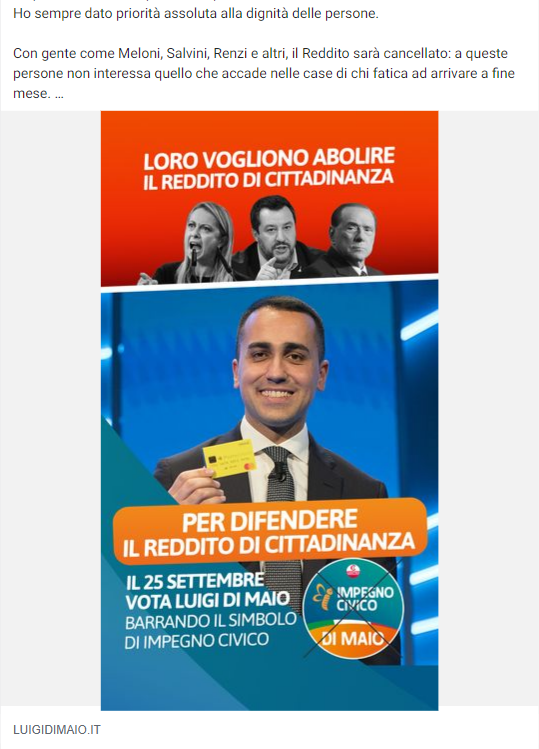 Ho sempre dato priorità assoluta alla dignità delle persone.
Con gente come Meloni, Salvini, Renzi e altri, il Reddito sarà cancellato: a queste
persone non interessa quello che accade nelle case di chi fatica ad arrivare a fine
mese. ...
LORO VOGLIONO ABOLIRE
IL REDDITO DI CITTADINANZA
PER DIFENDERE
IL REDDITO DI CITTADINANZA
IL 25 SETTEMBRE
VOTA LUIGI DI MAIO
BARRANDO IL SIMBOLO
DI IMPEGNO CIVICO
IMPEGNO
CIVICO
DI MAIO
LUIGIDIMAIO.IT